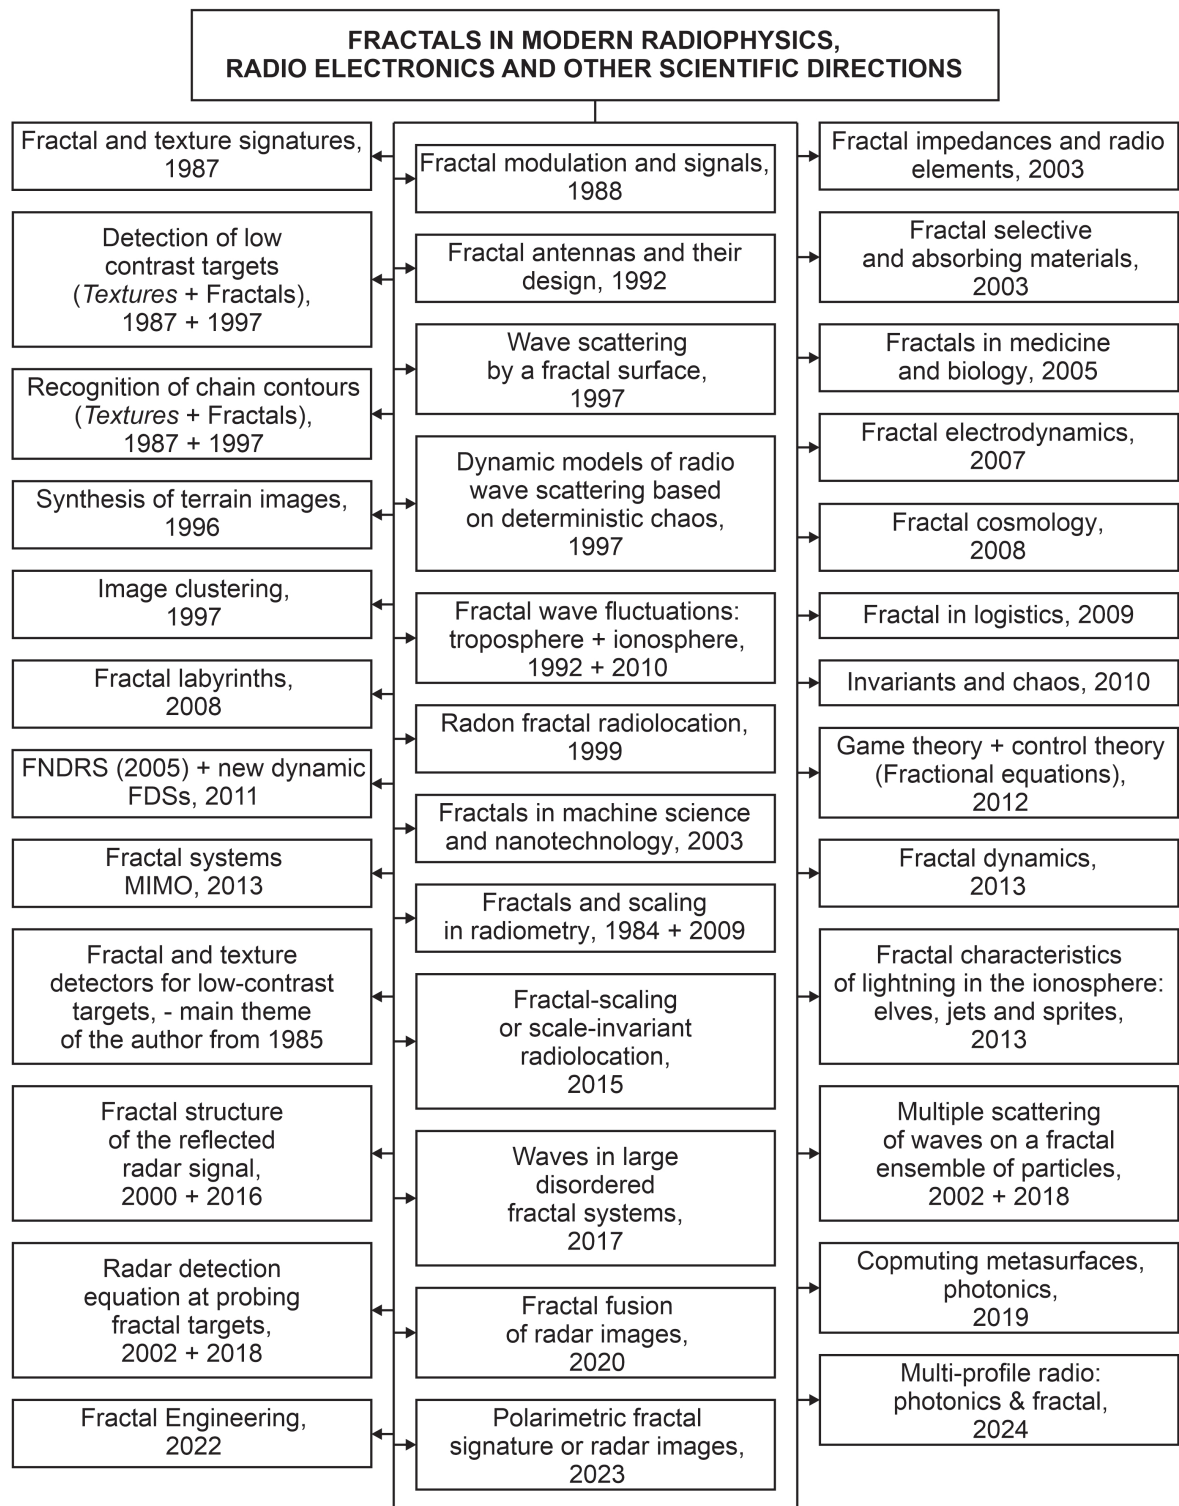 FRACTALS IN MODERN RADIOPHYSICS,
RADIO ELECTRONICS AND OTHER SCIENTIFIC DIRECTIONS
Fractal and texture signatures,
1987
Detection of low
contrast targets
(Textures + Fractals),
1987 + 1997
Recognition of chain contours
(Textures + Fractals),
1987 + 1997
Synthesis of terrain images,
1996
Image clustering,
1997
Fractal labyrinths,
2008
FNDRS (2005) + new dynamic
FDSs, 2011
Fractal systems
MIMO, 2013
Fractal and texture
detectors for low-contrast
targets, - main theme
of the author from 1985
Fractal structure
of the reflected
radar signal,
2000 + 2016
Radar detection
equation at probing
fractal targets,
2002 + 2018
Fractal Engineering,
2022
Fractal modulation and signals,
1988
Fractal antennas and their
design, 1992
Wave scattering
by a fractal surface,
1997
Dynamic models of radio
wave scattering based
on deterministic chaos,
1997
Fractal wave fluctuations:
troposphere + ionosphere,
1992 + 2010
Radon fractal radiolocation,
1999
Fractals in machine science
and nanotechnology, 2003
Fractals and scaling
in radiometry, 1984 + 2009
Fractal-scaling
or scale-invariant
radiolocation,
2015
Waves in large
disordered
fractal systems,
2017
Fractal fusion
of radar images,
2020
Polarimetric fractal
signature or radar images,
2023
Fractal impedances and radio
elements, 2003
Fractal selective
and absorbing materials,
2003
Fractals in medicine
and biology, 2005
Fractal electrodynamics,
2007
Fractal cosmology,
2008
Fractal in logistics, 2009
Invariants and chaos, 2010
Game theory + control theory
(Fractional equations),
2012
Fractal dynamics,
2013
Fractal characteristics
of lightning in the ionosphere:
elves, jets and sprites,
2013
Multiple scattering
of waves on a fractal
ensemble of particles,
2002 + 2018
Copmuting metasurfaces,
photonics,
2019
Multi-profile radio:
photonics & fractal,
2024